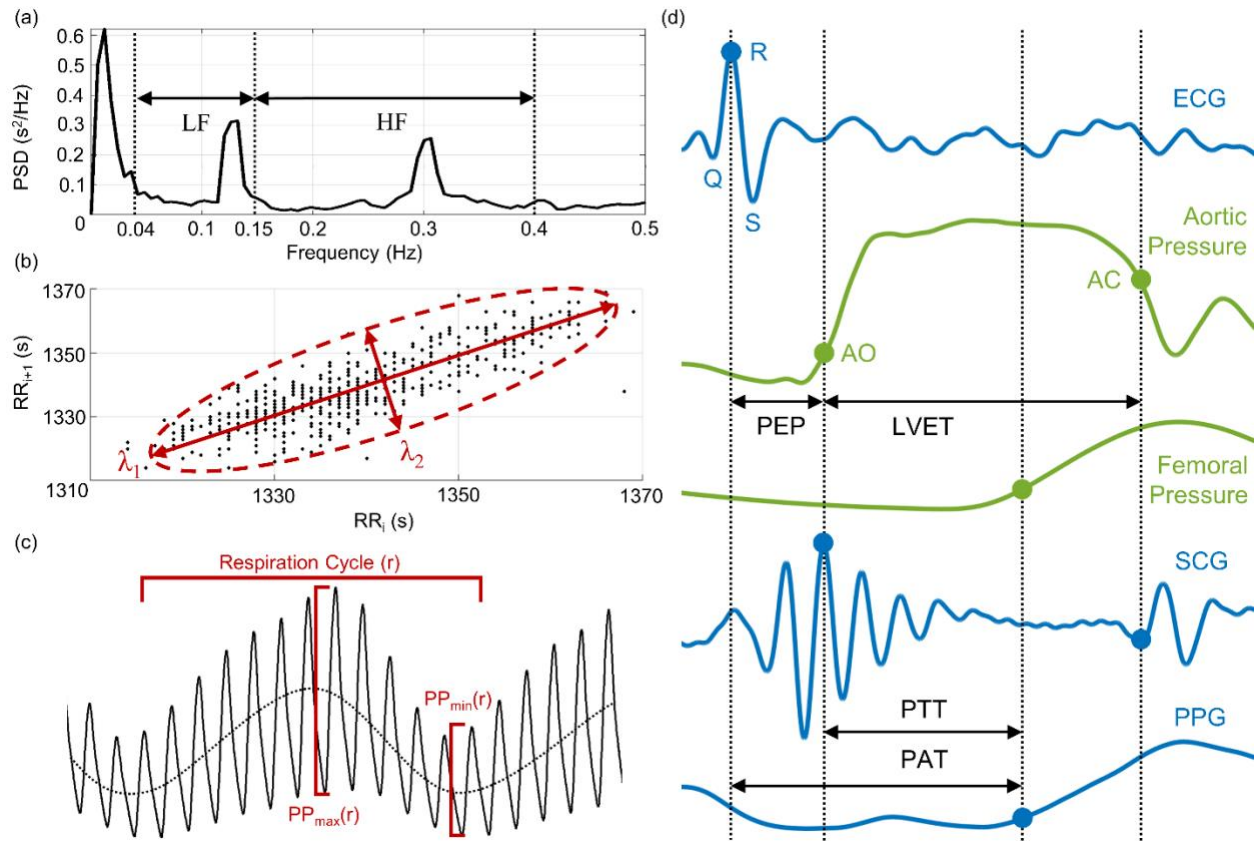 (a)
0.6
0.5
0.4
0.3
0.2
0.1
0
PSD (s²/Hz)
LF
HF
0.04
0.1
0.15
0.2
0.3
0.4
0.5
Frequency (Hz)
(b)
1370
1350
1330
1310
RRᵢ₊₁ (s)
λ₁
λ₂
1330
1350
1370
RRᵢ (s)
(c)
Respiration Cycle (r)
PPmin(r)
PPmax(r)
(d)
R
ECG
Q
S
Aortic
Pressure
AC
AO
PEP
LVET
Femoral
Pressure
SCG
PTT
PPG
PAT